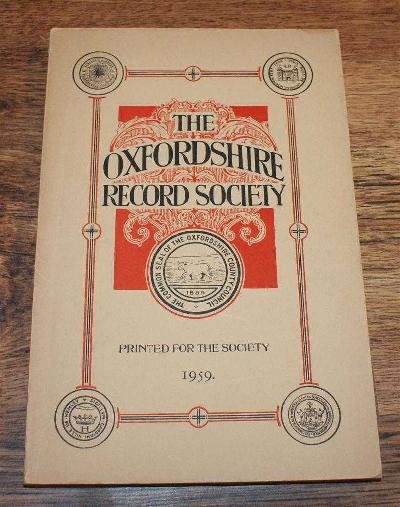 THE
OXFORDSHIRE
RECORD SOCIETY
THE COMMON SEAL OF THE OXFORDSHIRE COUNTY COUNCIL
1889
PRINTED FOR THE SOCIETY
1959.